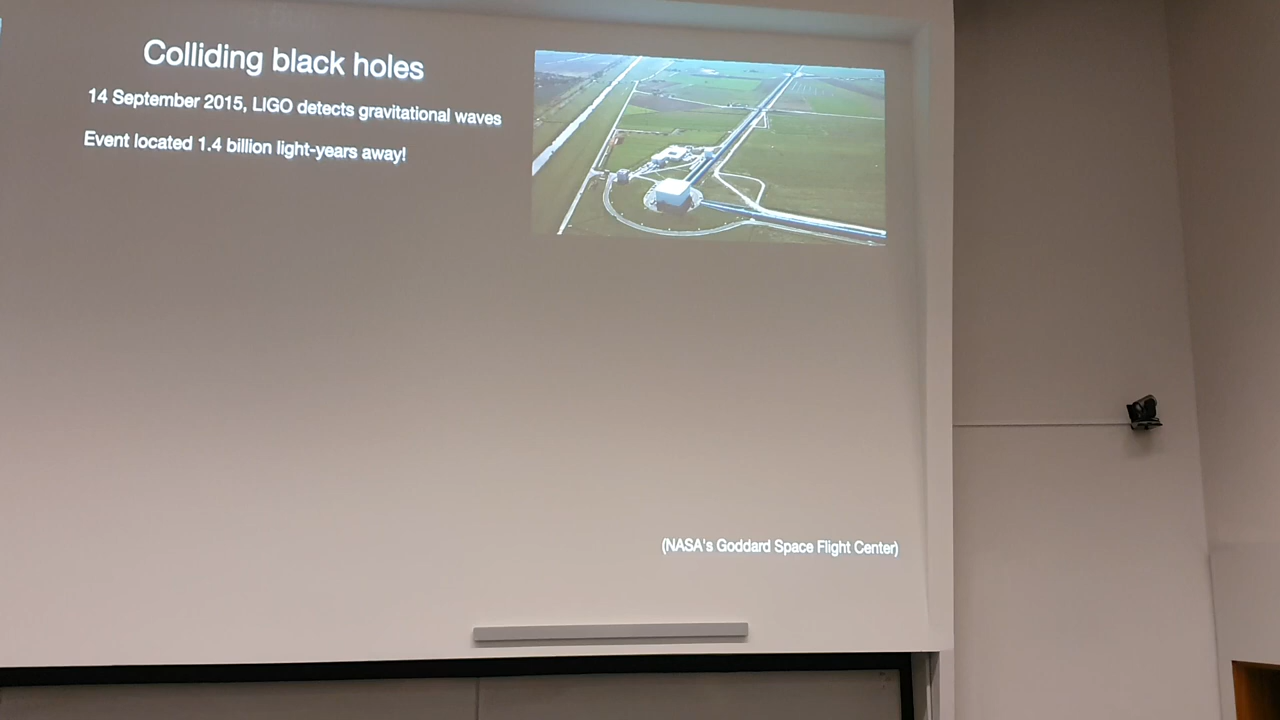 Colliding black holes
14 September 2015, LIGO detects gravitational waves
Event located 1.4 billion light-years away!
(NASA's Goddard Space Flight Center)